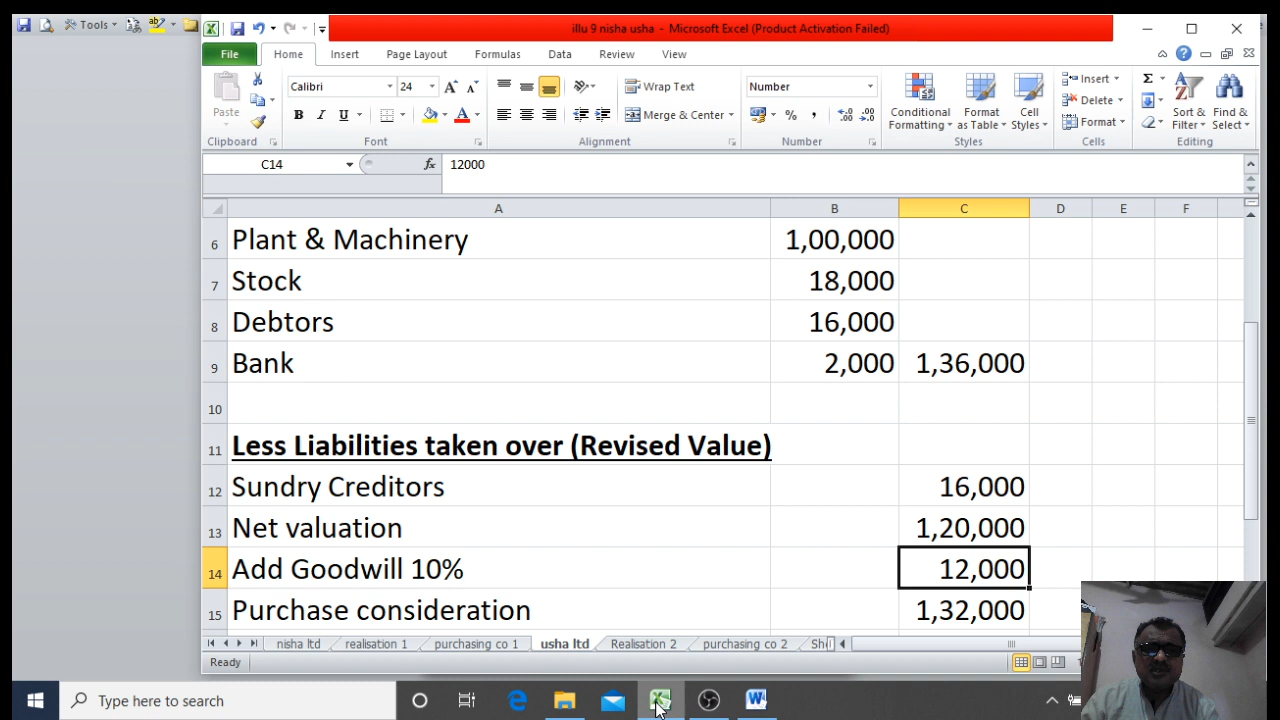 Tools
illu 9 nisha usha - Microsoft Excel (Product Activation Failed)
File Home Insert Page Layout Formulas Data Review View
Calibri 24 Wrap Text Number Insert
Paste B I U Merge & Center Conditional Formatting Format as Table Cell Styles Delete Format Sort & Filter Find & Select
Clipboard Font Alignment Number Styles Cells Editing
C14 fx 12000
A B C D E F
6 Plant & Machinery 1,00,000
7 Stock 18,000
8 Debtors 16,000
9 Bank 2,000 1,36,000
10
11 Less Liabilities taken over (Revised Value)
12 Sundry Creditors 16,000
13 Net valuation 1,20,000
14 Add Goodwill 10% 12,000
15 Purchase consideration 1,32,000
nisha ltd realisation 1 purchasing co 1 usha ltd Realisation 2 purchasing co 2 Sh
Ready
Type here to search